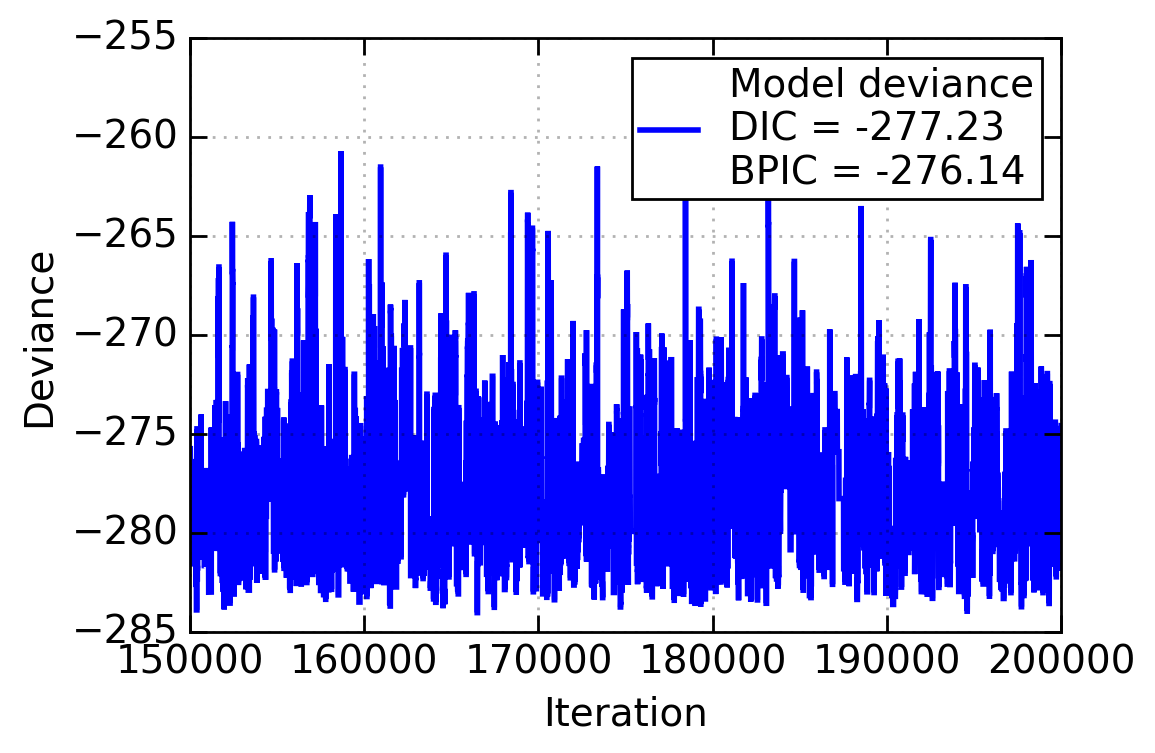 −255
−260
−265
−270
−275
−280
−285
Deviance
Model deviance
DIC = -277.23
BPIC = -276.14
150000 160000 170000 180000 190000 200000
Iteration